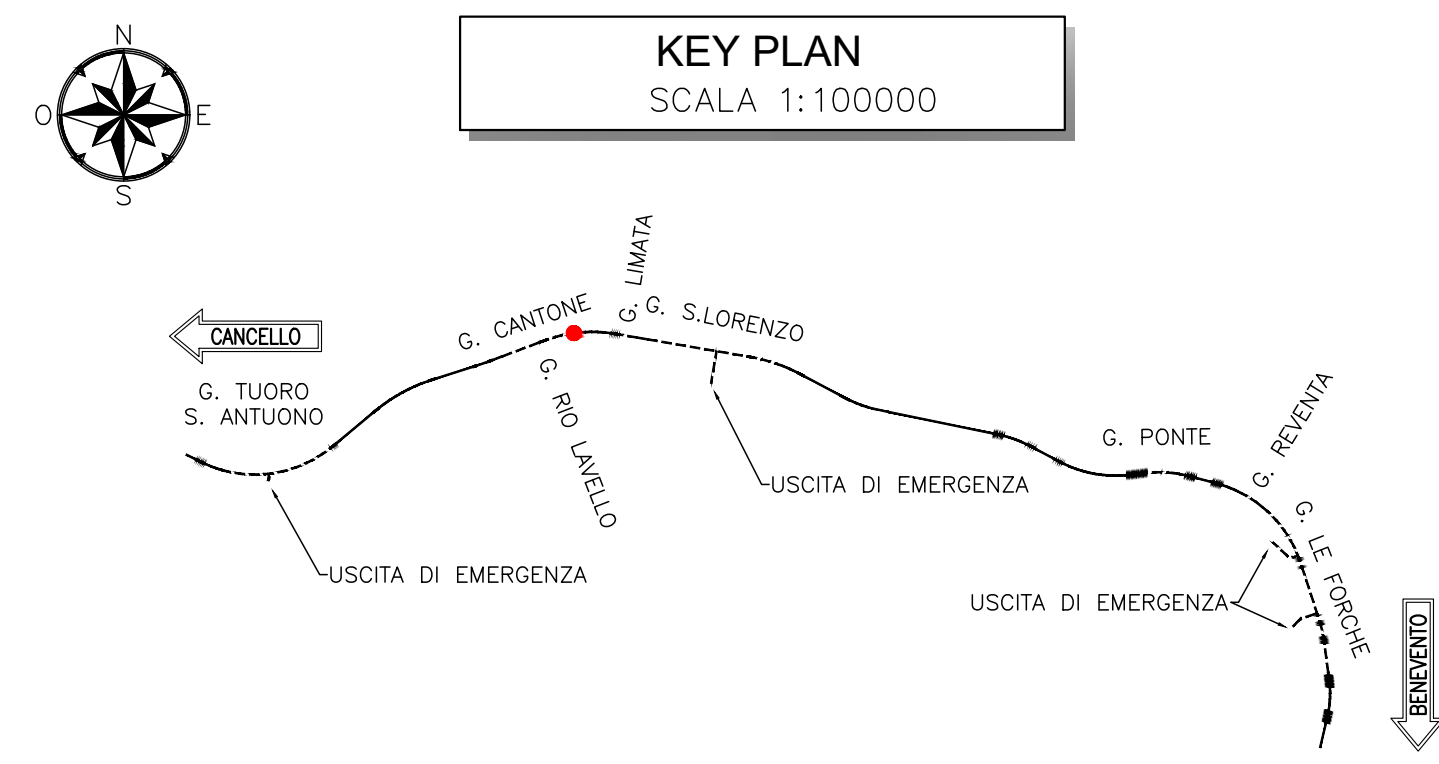 N
O
E
S
KEY PLAN
SCALA 1:100000
CANCELLO
G. TUORO
S. ANTUONO
G. CANTONE
G. LIMATA
G. S.LORENZO
G. RIO LAVELLO
USCITA DI EMERGENZA
USCITA DI EMERGENZA
G. PONTE
G. REVENTA
G. LE FORCHE
USCITA DI EMERGENZA
BENEVENTO